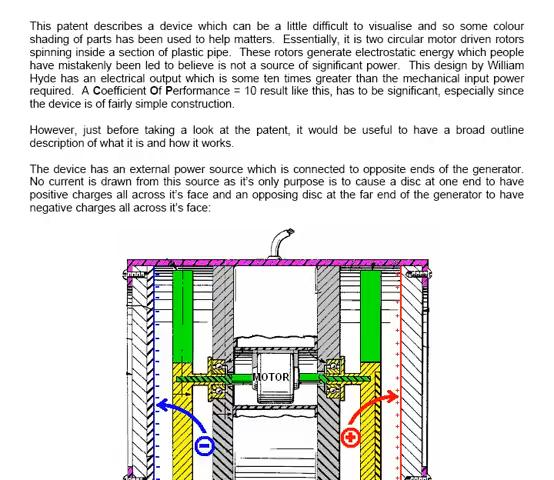 This patent describes a device which can be a little difficult to visualise and so some colour
shading of parts has been used to help matters. Essentially, it is two circular motor driven rotors
spinning inside a section of plastic pipe. These rotors generate electrostatic energy which people
have mistakenly been led to believe is not a source of significant power. This design by William
Hyde has an electrical output which is some ten times greater than the mechanical input power
required. A Coefficient Of Performance = 10 result like this, has to be significant, especially since
the device is of fairly simple construction.
However, just before taking a look at the patent, it would be useful to have a broad outline
description of what it is and how it works.
The device has an external power source which is connected to opposite ends of the generator.
No current is drawn from this source as it's only purpose is to cause a disc at one end to have
positive charges all across it's face and an opposing disc at the far end of the generator to have
negative charges all across it's face:
MOTOR